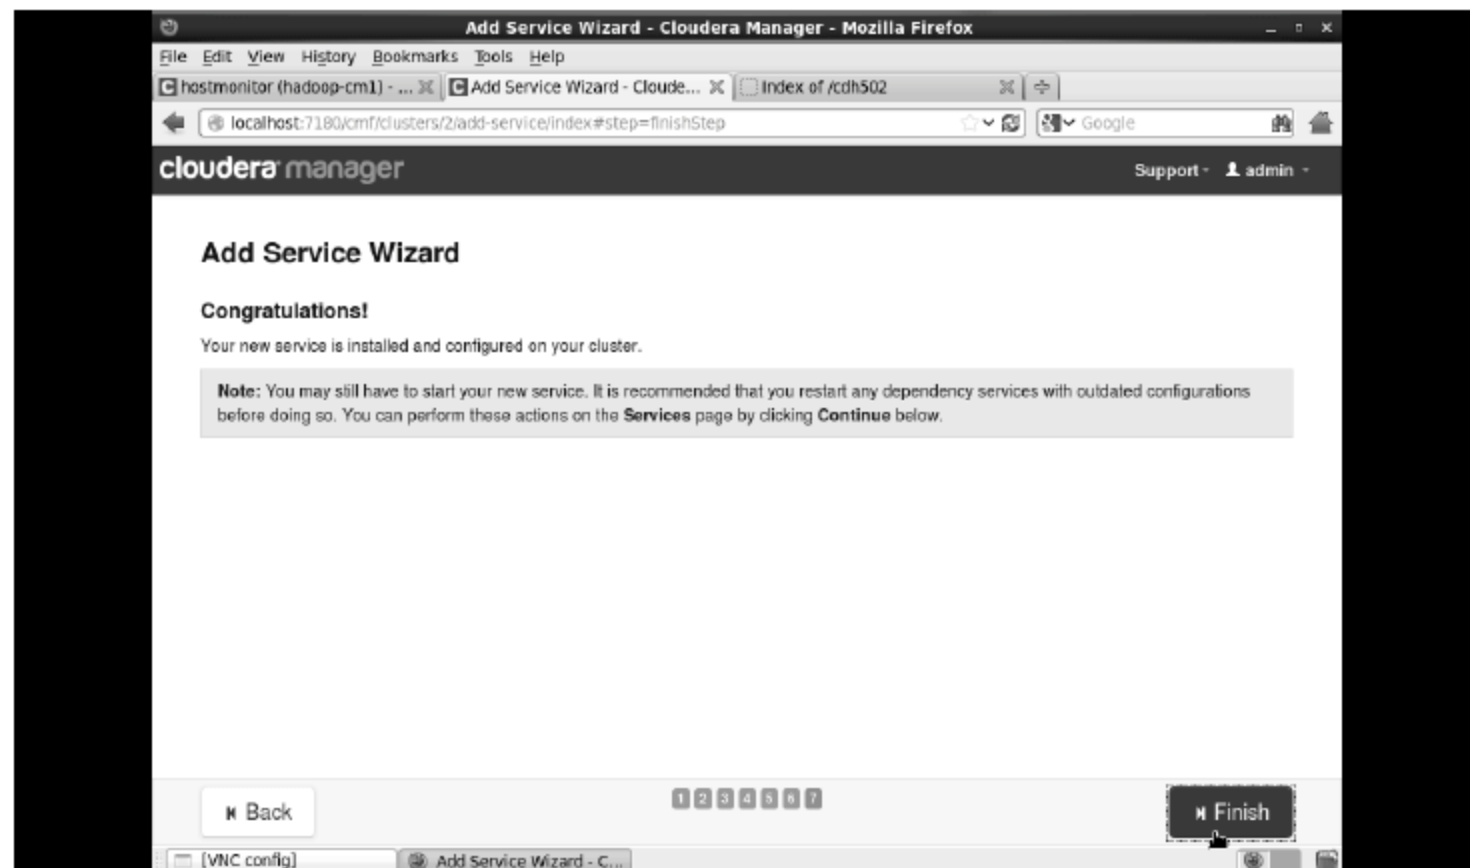 Add Service Wizard - Cloudera Manager - Mozilla Firefox
File Edit View History Bookmarks Tools Help
hostmonitor (hadoop-cm1) - ... Add Service Wizard - Cloude... Index of /cdh502
localhost:7180/cmf/clusters/2/add-service/index#step=finishStep Google
cloudera manager Support admin
Add Service Wizard
Congratulations!
Your new service is installed and configured on your cluster.
Note: You may still have to start your new service. It is recommended that you restart any dependency services with outdated configurations
before doing so. You can perform these actions on the Services page by clicking Continue below.
Back 1 2 3 4 5 6 7 Finish
[VNC config] Add Service Wizard - C...